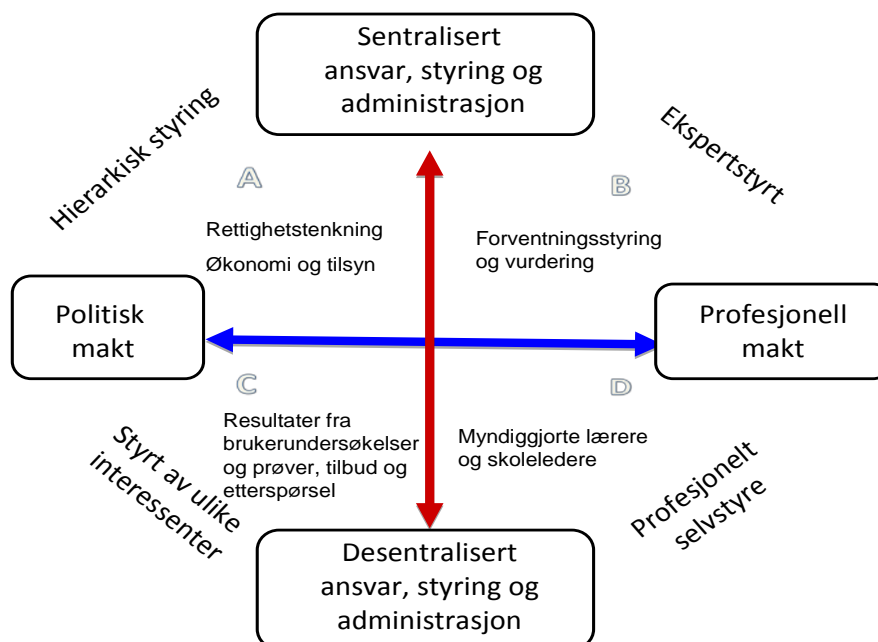 Sentralisert
ansvar, styring og
administrasjon
Hierarkisk styring
Ekspertstyrt
A
B
Rettighetstenkning
Økonomi og tilsyn
Forventningsstyring
og vurdering
Politisk
makt
Profesjonell
makt
C
D
Resultater fra
brukerundersøkelser
og prøver, tilbud og
etterspørsel
Myndiggjorte lærere
og skoleledere
Styrt av ulike
interessenter
Profesjonelt
selvstyre
Desentralisert
ansvar, styring og
administrasjon